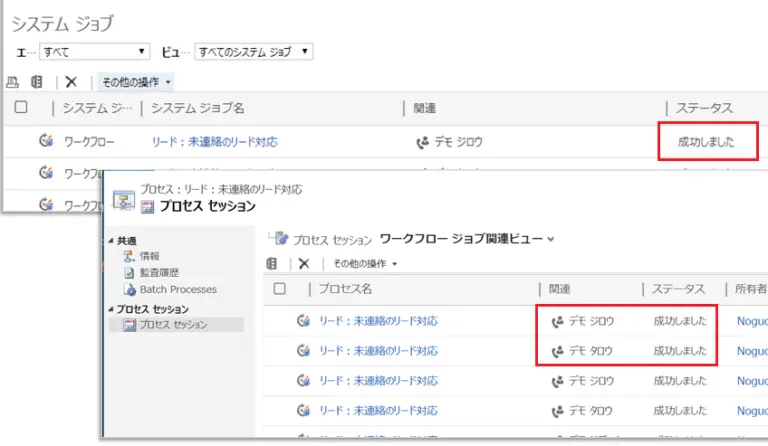 システム ジョブ
エ… すべて ビュ… すべてのシステム ジョブ
その他の操作
システム ジ… システム ジョブ名 関連 ステータス
ワークフロー リード：未連絡のリード対応 デモ ジロウ 成功しました
プロセス：リード：未連絡のリード対応
プロセス セッション
共通
情報
監査履歴
Batch Processes
プロセス セッション
プロセス セッション
プロセス セッション ワークフロー ジョブ関連ビュー
その他の操作
プロセス名 関連 ステータス 所有者
リード：未連絡のリード対応 デモ ジロウ 成功しました Noguc
リード：未連絡のリード対応 デモ タロウ 成功しました Noguc
リード：未連絡のリード対応 デモ ジロウ 成功しました Noguc
リード：未連絡のリード対応 デモ タロウ 成功しました Noguc